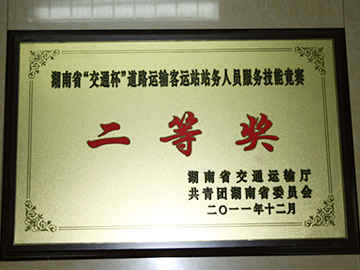 湖南省“交通杯”道路运输客运站站务人员服务技能竞赛
二等奖
湖南省交通运输厅
共青团湖南省委员会
二〇一一年十二月